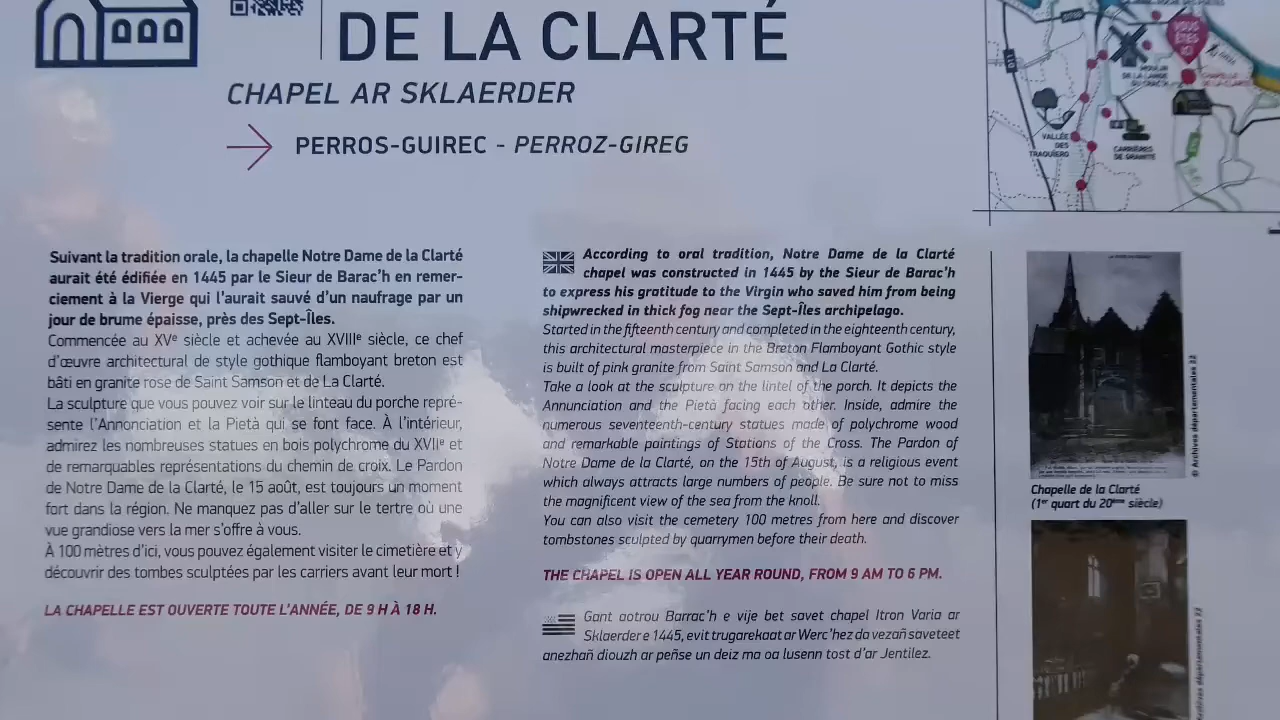 DE LA CLARTÉ
CHAPEL AR SKLAERDER
PERROS-GUIREC - PERROZ-GIREG
Suivant la tradition orale, la chapelle Notre Dame de la Clarté
aurait été édifiée en 1445 par le Sieur de Barac'h en remer-
ciement à la Vierge qui l'aurait sauvé d'un naufrage par un
jour de brume épaisse, près des Sept-Îles.
Commencée au XVe siècle et achevée au XVIIIe siècle, ce chef
d'œuvre architectural de style gothique flamboyant breton est
bâti en granite rose de Saint Samson et de La Clarté.
La sculpture que vous pouvez voir sur le linteau du porche repré-
sente l'Annonciation et la Pietà qui se font face. À l'intérieur,
admirez les nombreuses statues en bois polychrome du XVIIe et
de remarquables représentations du chemin de croix. Le Pardon
de Notre Dame de la Clarté, le 15 août, est toujours un moment
fort dans la région. Ne manquez pas d'aller sur le tertre où une
vue grandiose vers la mer s'offre à vous.
À 100 mètres d'ici, vous pouvez également visiter le cimetière et y
découvrir des tombes sculptées par les carriers avant leur mort !
LA CHAPELLE EST OUVERTE TOUTE L'ANNÉE, DE 9 H À 18 H.
According to oral tradition, Notre Dame de la Clarté
chapel was constructed in 1445 by the Sieur de Barac'h
to express his gratitude to the Virgin who saved him from being
shipwrecked in thick fog near the Sept-Îles archipelago.
Started in the fifteenth century and completed in the eighteenth century,
this architectural masterpiece in the Breton Flamboyant Gothic style
is built of pink granite from Saint Samson and La Clarté.
Take a look at the sculpture on the lintel of the porch. It depicts the
Annunciation and the Pietà facing each other. Inside, admire the
numerous seventeenth-century statues made of polychrome wood
and remarkable paintings of Stations of the Cross. The Pardon of
Notre Dame de la Clarté, on the 15th of August, is a religious event
which always attracts large numbers of people. Be sure not to miss
the magnificent view of the sea from the knoll.
You can also visit the cemetery 100 metres from here and discover
tombstones sculpted by quarrymen before their death.
THE CHAPEL IS OPEN ALL YEAR ROUND, FROM 9 AM TO 6 PM.
Gant aotrou Barrac'h e vije bet savet chapel Itron Varia ar
Sklaerder e 1445, evit trugarekaat ar Werc'hez da vezañ saveteet
anezhañ diouzh ar peñse un deiz ma oa lusenn tost d'ar Jentilez.
VOUS
ÊTES
ICI
MOULIN
DE LA LANDE
CHAPELLE
DE LA CLARTÉ
VALLÉE
DES
TRAOUÏERO
CARRIÈRES
DE GRANITE
© Archives départementales 22
Chapelle de la Clarté
(1er quart du 20ème siècle)